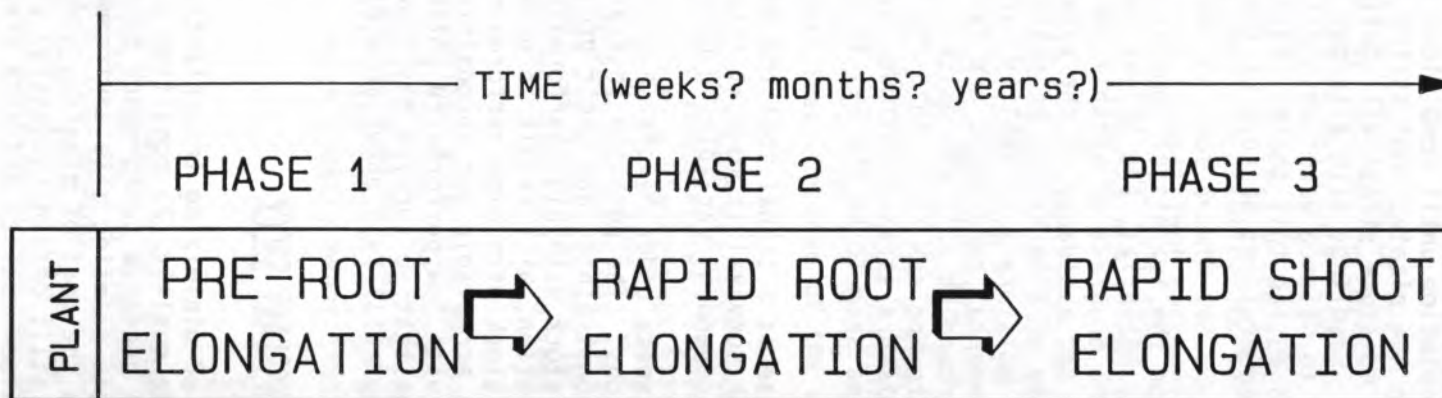 TIME (weeks? months? years?)
PHASE 1 PHASE 2 PHASE 3
PLANT
PRE-ROOT
ELONGATION
RAPID ROOT
ELONGATION
RAPID SHOOT
ELONGATION